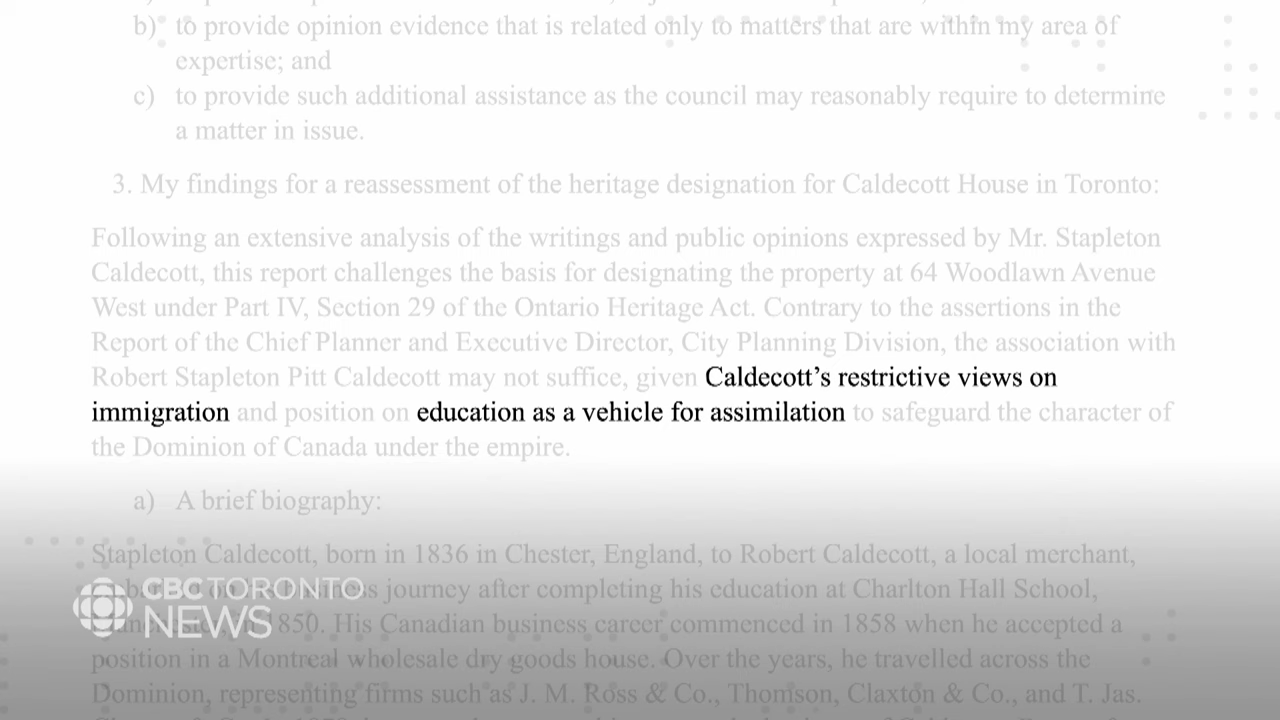 b) to provide opinion evidence that is related only to matters that are within my area of
expertise; and
c) to provide such additional assistance as the council may reasonably require to determine
a matter in issue.
3. My findings for a reassessment of the heritage designation for Caldecott House in Toronto:
Following an extensive analysis of the writings and public opinions expressed by Mr. Stapleton
Caldecott, this report challenges the basis for designating the property at 64 Woodlawn Avenue
West under Part IV, Section 29 of the Ontario Heritage Act. Contrary to the assertions in the
Report of the Chief Planner and Executive Director, City Planning Division, the association with
Robert Stapleton Pitt Caldecott may not suffice, given Caldecott’s restrictive views on
immigration and position on education as a vehicle for assimilation to safeguard the character of
the Dominion of Canada under the empire.
a) A brief biography:
Stapleton Caldecott, born in 1836 in Chester, England, to Robert Caldecott, a local merchant,
journey after completing his education at Charlton Hall School,
1850. His Canadian business career commenced in 1858 when he accepted a
position in a Montreal wholesale dry goods house. Over the years, he travelled across the
Dominion, representing firms such as J. M. Ross & Co., Thomson, Claxton & Co., and T. Jas.
CBC TORONTO
NEWS